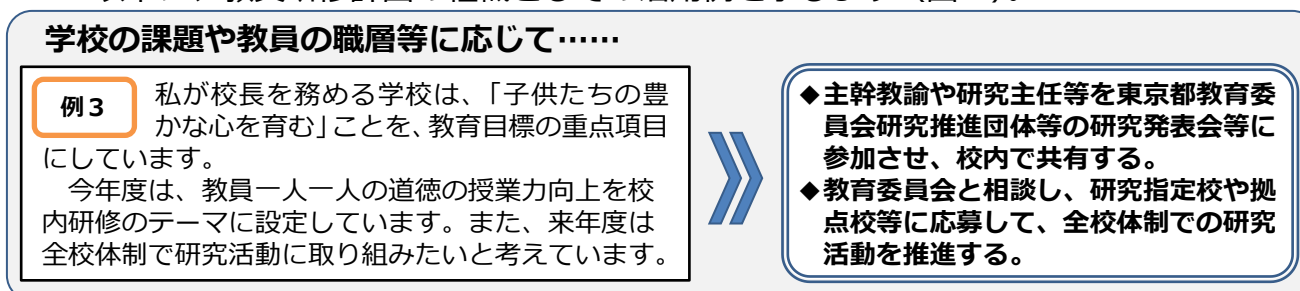 学校の課題や教員の職層等に応じて……
例３
私が校長を務める学校は、「子供たちの豊
かな心を育む」ことを、教育目標の重点項目
にしています。
今年度は、教員一人一人の道徳の授業力向上を校
内研修のテーマに設定しています。また、来年度は
全校体制で研究活動に取り組みたいと考えています。
◆主幹教諭や研究主任等を東京都教育委
員会研究推進団体等の研究発表会等に
参加させ、校内で共有する。
◆教育委員会と相談し、研究指定校や拠
点校等に応募して、全校体制での研究
活動を推進する。